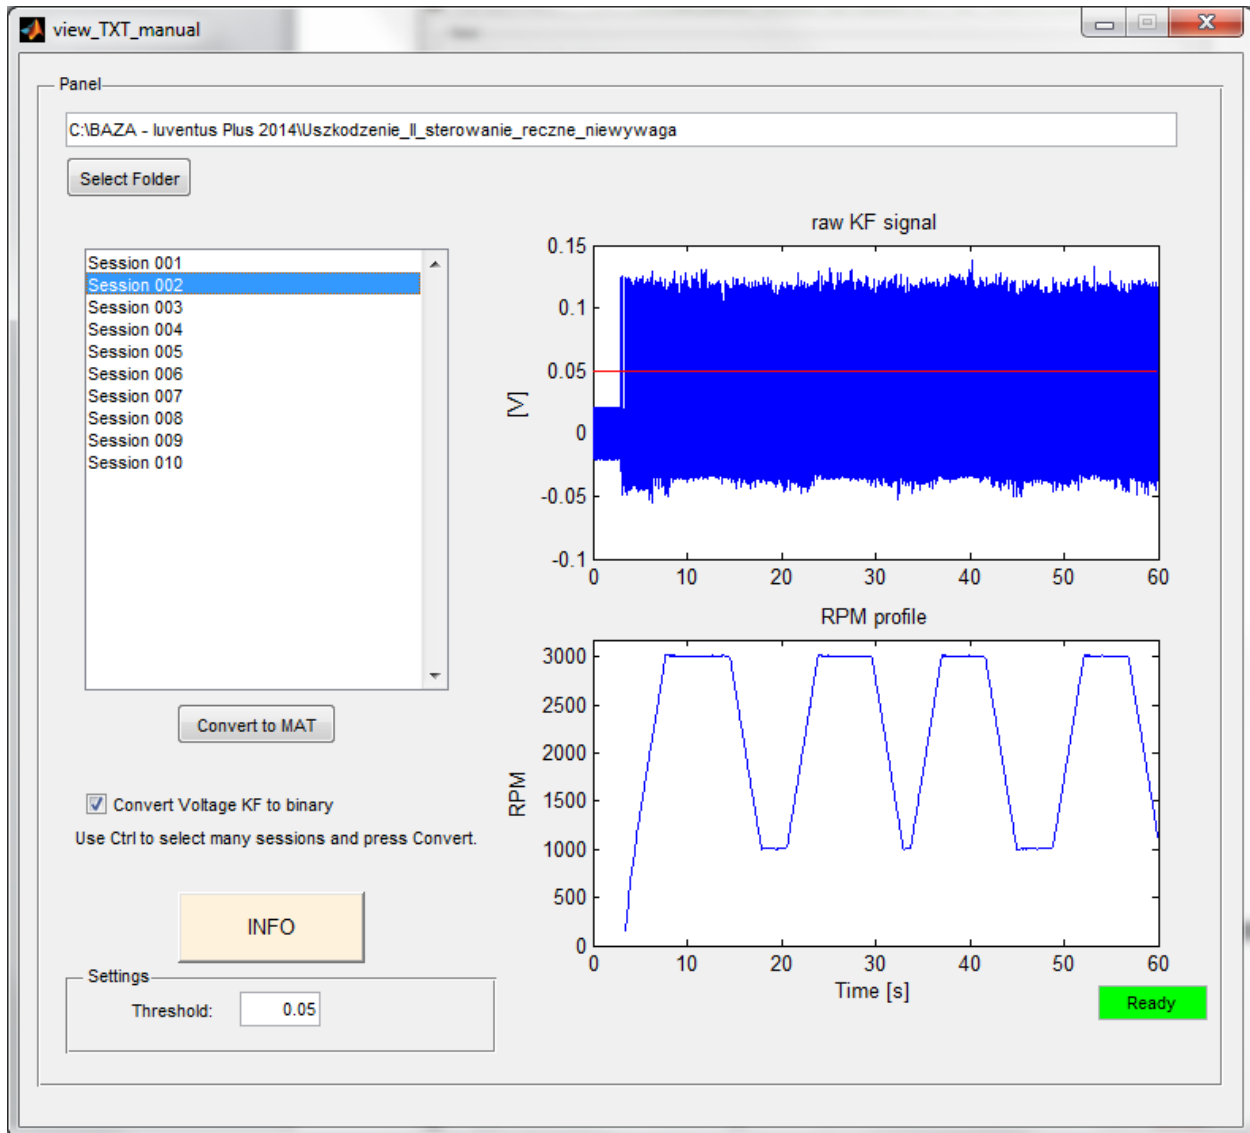 view_TXT_manual
Panel
C:\BAZA - Iuventus Plus 2014\Uszkodzenie_II_sterowanie_reczne_niewywaga
Select Folder
Session 001
Session 002
Session 003
Session 004
Session 005
Session 006
Session 007
Session 008
Session 009
Session 010
Convert to MAT
Convert Voltage KF to binary
Use Ctrl to select many sessions and press Convert.
INFO
Settings
Threshold: 0.05
raw KF signal
0.15
0.1
0.05
0
-0.05
-0.1
[V]
0 10 20 30 40 50 60
RPM profile
3000
2500
2000
1500
1000
500
0
RPM
0 10 20 30 40 50 60
Time [s]
Ready